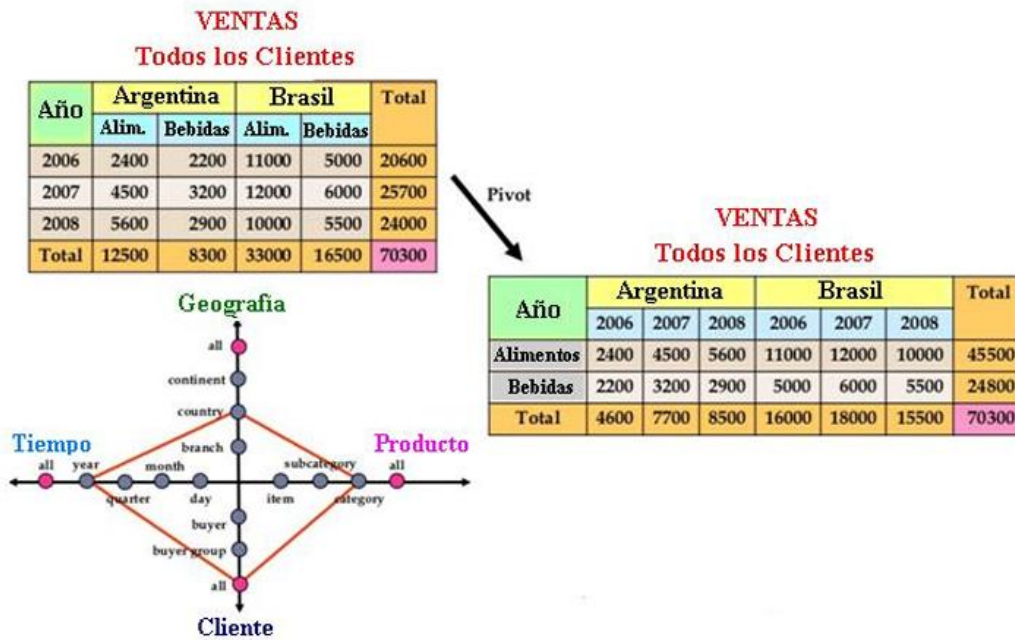 VENTAS
Todos los Clientes
Año Argentina Brasil Total
Alim. Bebidas Alim. Bebidas
2006 2400 2200 11000 5000 20600
2007 4500 3200 12000 6000 25700
2008 5600 2900 10000 5500 24000
Total 12500 8300 33000 16500 70300
Pivot
VENTAS
Todos los Clientes
Año Argentina Brasil Total
2006 2007 2008 2006 2007 2008
Alimentos 2400 4500 5600 11000 12000 10000 45500
Bebidas 2200 3200 2900 5000 6000 5500 24800
Total 4600 7700 8500 16000 18000 15500 70300
Geografia
all
continent
country
branch
Tiempo
all year month
quarter day
Producto
subcategory all
item category
buyer
buyer group
all
Cliente